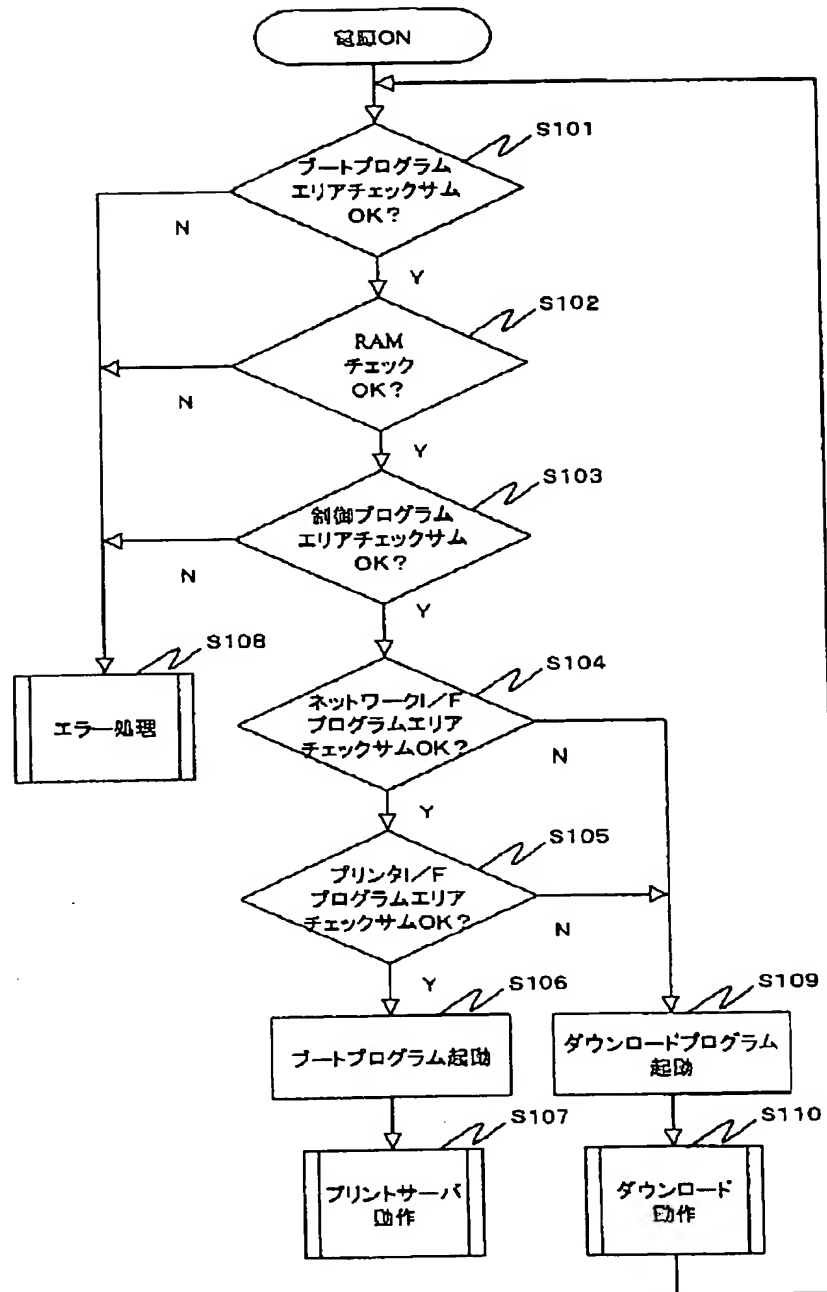 電源ON
S101
ブートプログラム
エリアチェックサム
OK?
N
Y
S102
RAM
チェック
OK?
N
Y
S103
制御プログラム
エリアチェックサム
OK?
N
Y
S108
エラー処理
S104
ネットワークI/F
プログラムエリア
チェックサムOK?
N
Y
S105
プリンタI/F
プログラムエリア
チェックサムOK?
N
Y
S106
ブートプログラム起動
S109
ダウンロードプログラム
起動
S107
プリントサーバ
動作
S110
ダウンロード
動作